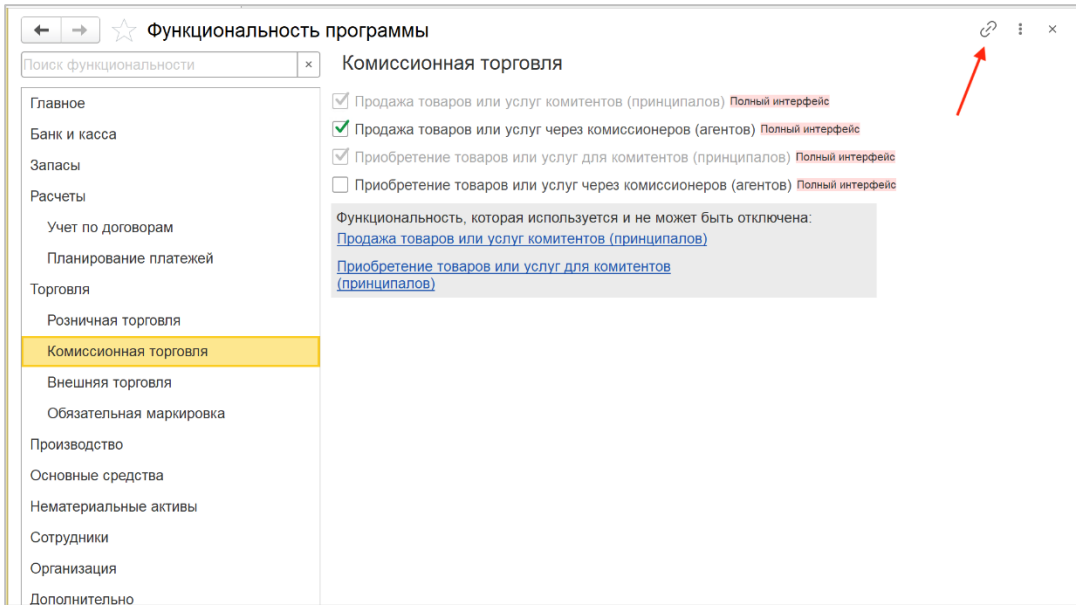 Функциональность программы
Поиск функциональности
Комиссионная торговля
Главное
Банк и касса
Запасы
Расчеты
Учет по договорам
Планирование платежей
Торговля
Розничная торговля
Комиссионная торговля
Внешняя торговля
Обязательная маркировка
Производство
Основные средства
Нематериальные активы
Сотрудники
Организация
Дополнительно
Продажа товаров или услуг комитентов (принципалов) Полный интерфейс
Продажа товаров или услуг через комиссионеров (агентов) Полный интерфейс
Приобретение товаров или услуг для комитентов (принципалов) Полный интерфейс
Приобретение товаров или услуг через комиссионеров (агентов) Полный интерфейс
Функциональность, которая используется и не может быть отключена:
Продажа товаров или услуг комитентов (принципалов)
Приобретение товаров или услуг для комитентов
(принципалов)